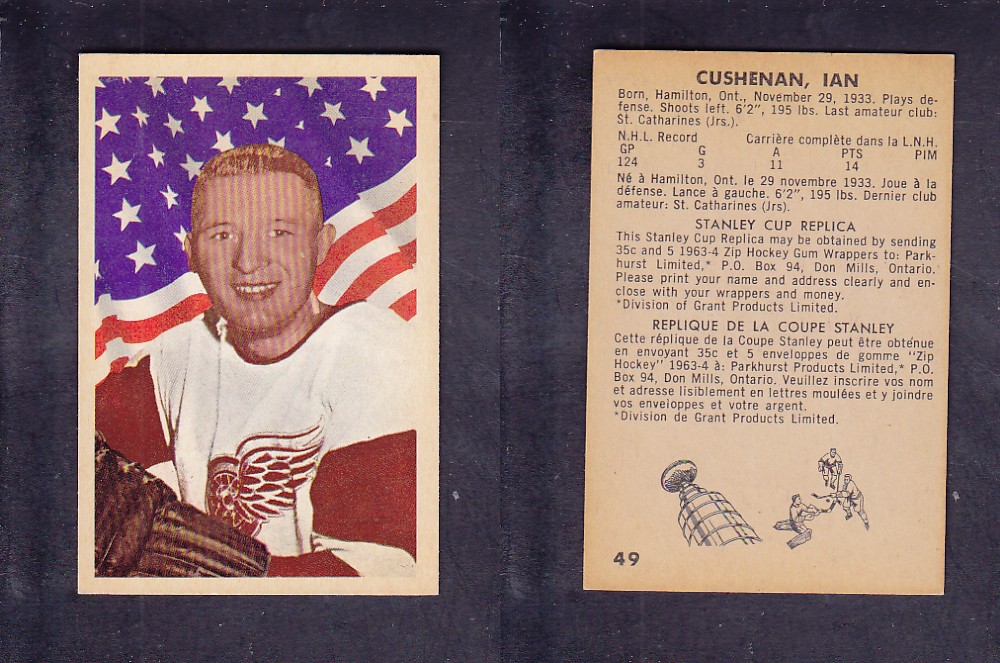 CUSHENAN, IAN
Born, Hamilton, Ont., November 29, 1933. Plays de-
fense. Shoots left. 6'2", 195 lbs. Last amateur club:
St. Catharines (Jrs.).
N.H.L. Record Carrière complète dans la L.N.H.
GP G A PTS PIM
124 3 11 14
Né à Hamilton, Ont. le 29 novembre 1933. Joue à la
défense. Lance à gauche. 6'2", 195 lbs. Dernier club
amateur: St. Catharines (Jrs).
STANLEY CUP REPLICA
This Stanley Cup Replica may be obtained by sending
35c and 5 1963-4 Zip Hockey Gum Wrappers to: Park-
hurst Limited,* P.O. Box 94, Don Mills, Ontario.
Please print your name and address clearly and en-
close with your wrappers and money.
*Division of Grant Products Limited.
REPLIQUE DE LA COUPE STANLEY
Cette réplique de la Coupe Stanley peut être obtenue
en envoyant 35c et 5 enveloppes de gomme "Zip
Hockey" 1963-4 à: Parkhurst Products Limited,* P.O.
Box 94, Don Mills, Ontario. Veuillez inscrire vos nom
et adresse lisiblement en lettres moulées et y joindre
vos enveloppes et votre argent.
*Division de Grant Products Limited.
49